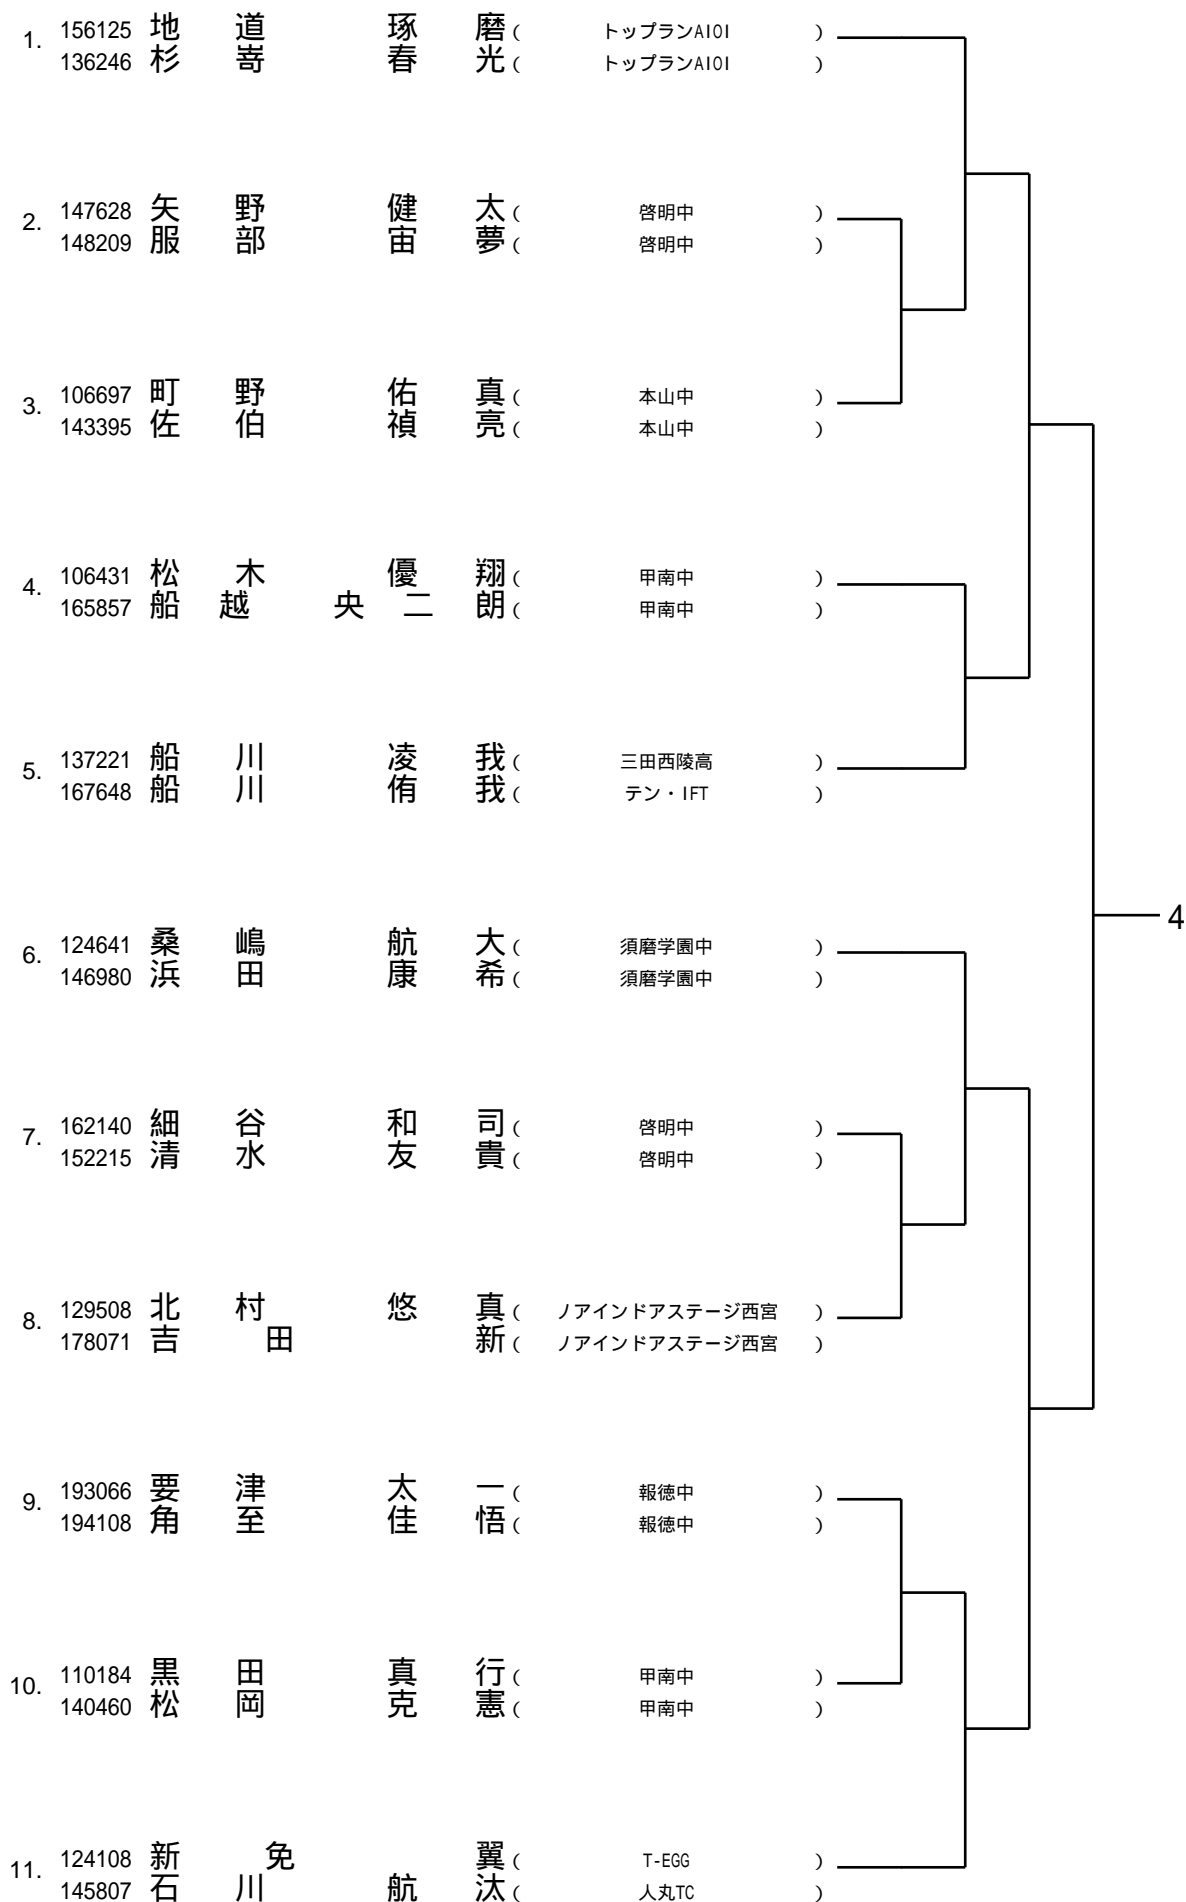 1. 156125 地道 琢磨 ( トップランAIOI )
136246 杉嵜 春光 ( トップランAIOI )
2. 147628 矢野 健太 ( 啓明中 )
148209 服部 宙夢 ( 啓明中 )
3. 106697 町野 佑真 ( 本山中 )
143395 佐伯 禎亮 ( 本山中 )
4. 106431 松木 優翔 ( 甲南中 )
165857 船越 央二朗 ( 甲南中 )
5. 137221 船川 凌我 ( 三田西陵高 )
167648 船川 侑我 ( テン・IFT )
4
6. 124641 桑嶋 航大 ( 須磨学園中 )
146980 浜田 康希 ( 須磨学園中 )
7. 162140 細谷 和司 ( 啓明中 )
152215 清水 友貴 ( 啓明中 )
8. 129508 北村 悠真 ( ノアインドアステージ西宮 )
178071 吉田 新 ( ノアインドアステージ西宮 )
9. 193066 要津 太一 ( 報徳中 )
194108 角至 佳悟 ( 報徳中 )
10. 110184 黒田 真行 ( 甲南中 )
140460 松岡 克憲 ( 甲南中 )
11. 124108 新免 翼 ( T-EGG )
145807 石川 航汰 ( 人丸TC )